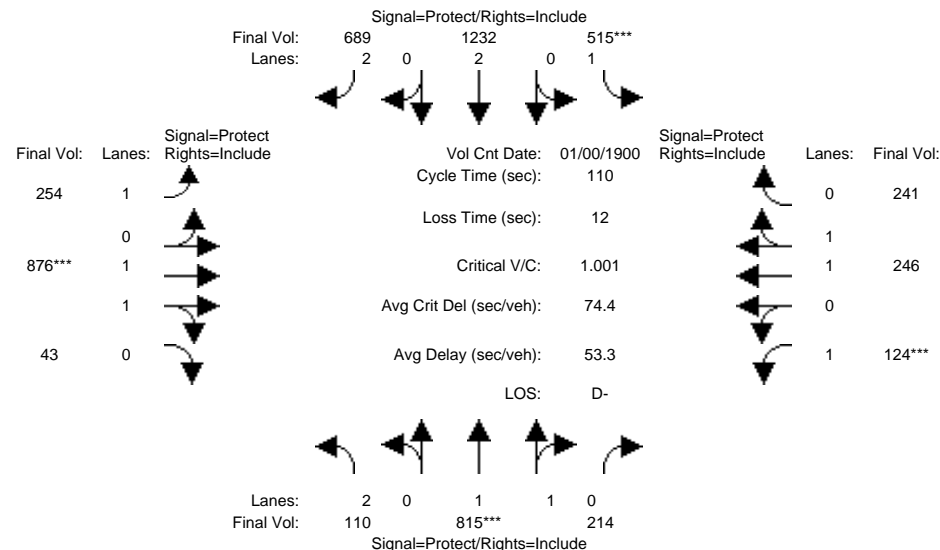 Signal=Protect/Rights=Include
Final Vol: 689 1232 515***
Lanes: 2 0 2 0 1
Signal=Protect Signal=Protect
Final Vol: Lanes: Rights=Include Vol Cnt Date: 01/00/1900 Rights=Include Lanes: Final Vol:
Cycle Time (sec): 110
254 1 0 241
Loss Time (sec): 12
0 1
876*** 1 Critical V/C: 1.001 1 246
1 Avg Crit Del (sec/veh): 74.4 0
43 0 Avg Delay (sec/veh): 53.3 1 124***
LOS: D-
Lanes: 2 0 1 1 0
Final Vol: 110 815*** 214
Signal=Protect/Rights=Include